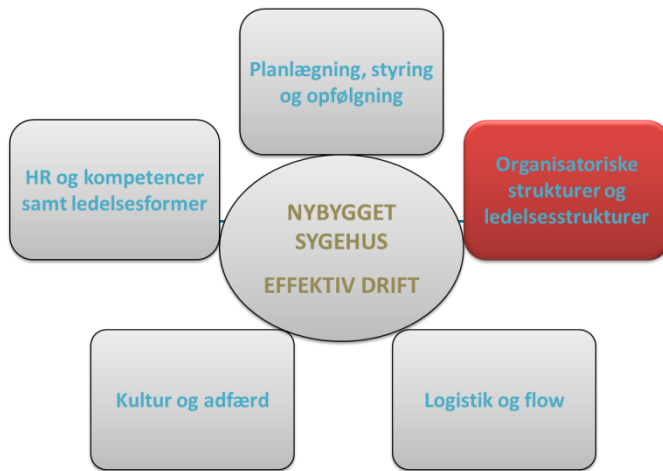 Planlægning, styring
og opfølgning
HR og kompetencer
samt ledelsesformer
Organisatoriske
strukturer og
ledelsesstrukturer
NYBYGGET
SYGEHUS
EFFEKTIV DRIFT
Kultur og adfærd
Logistik og flow